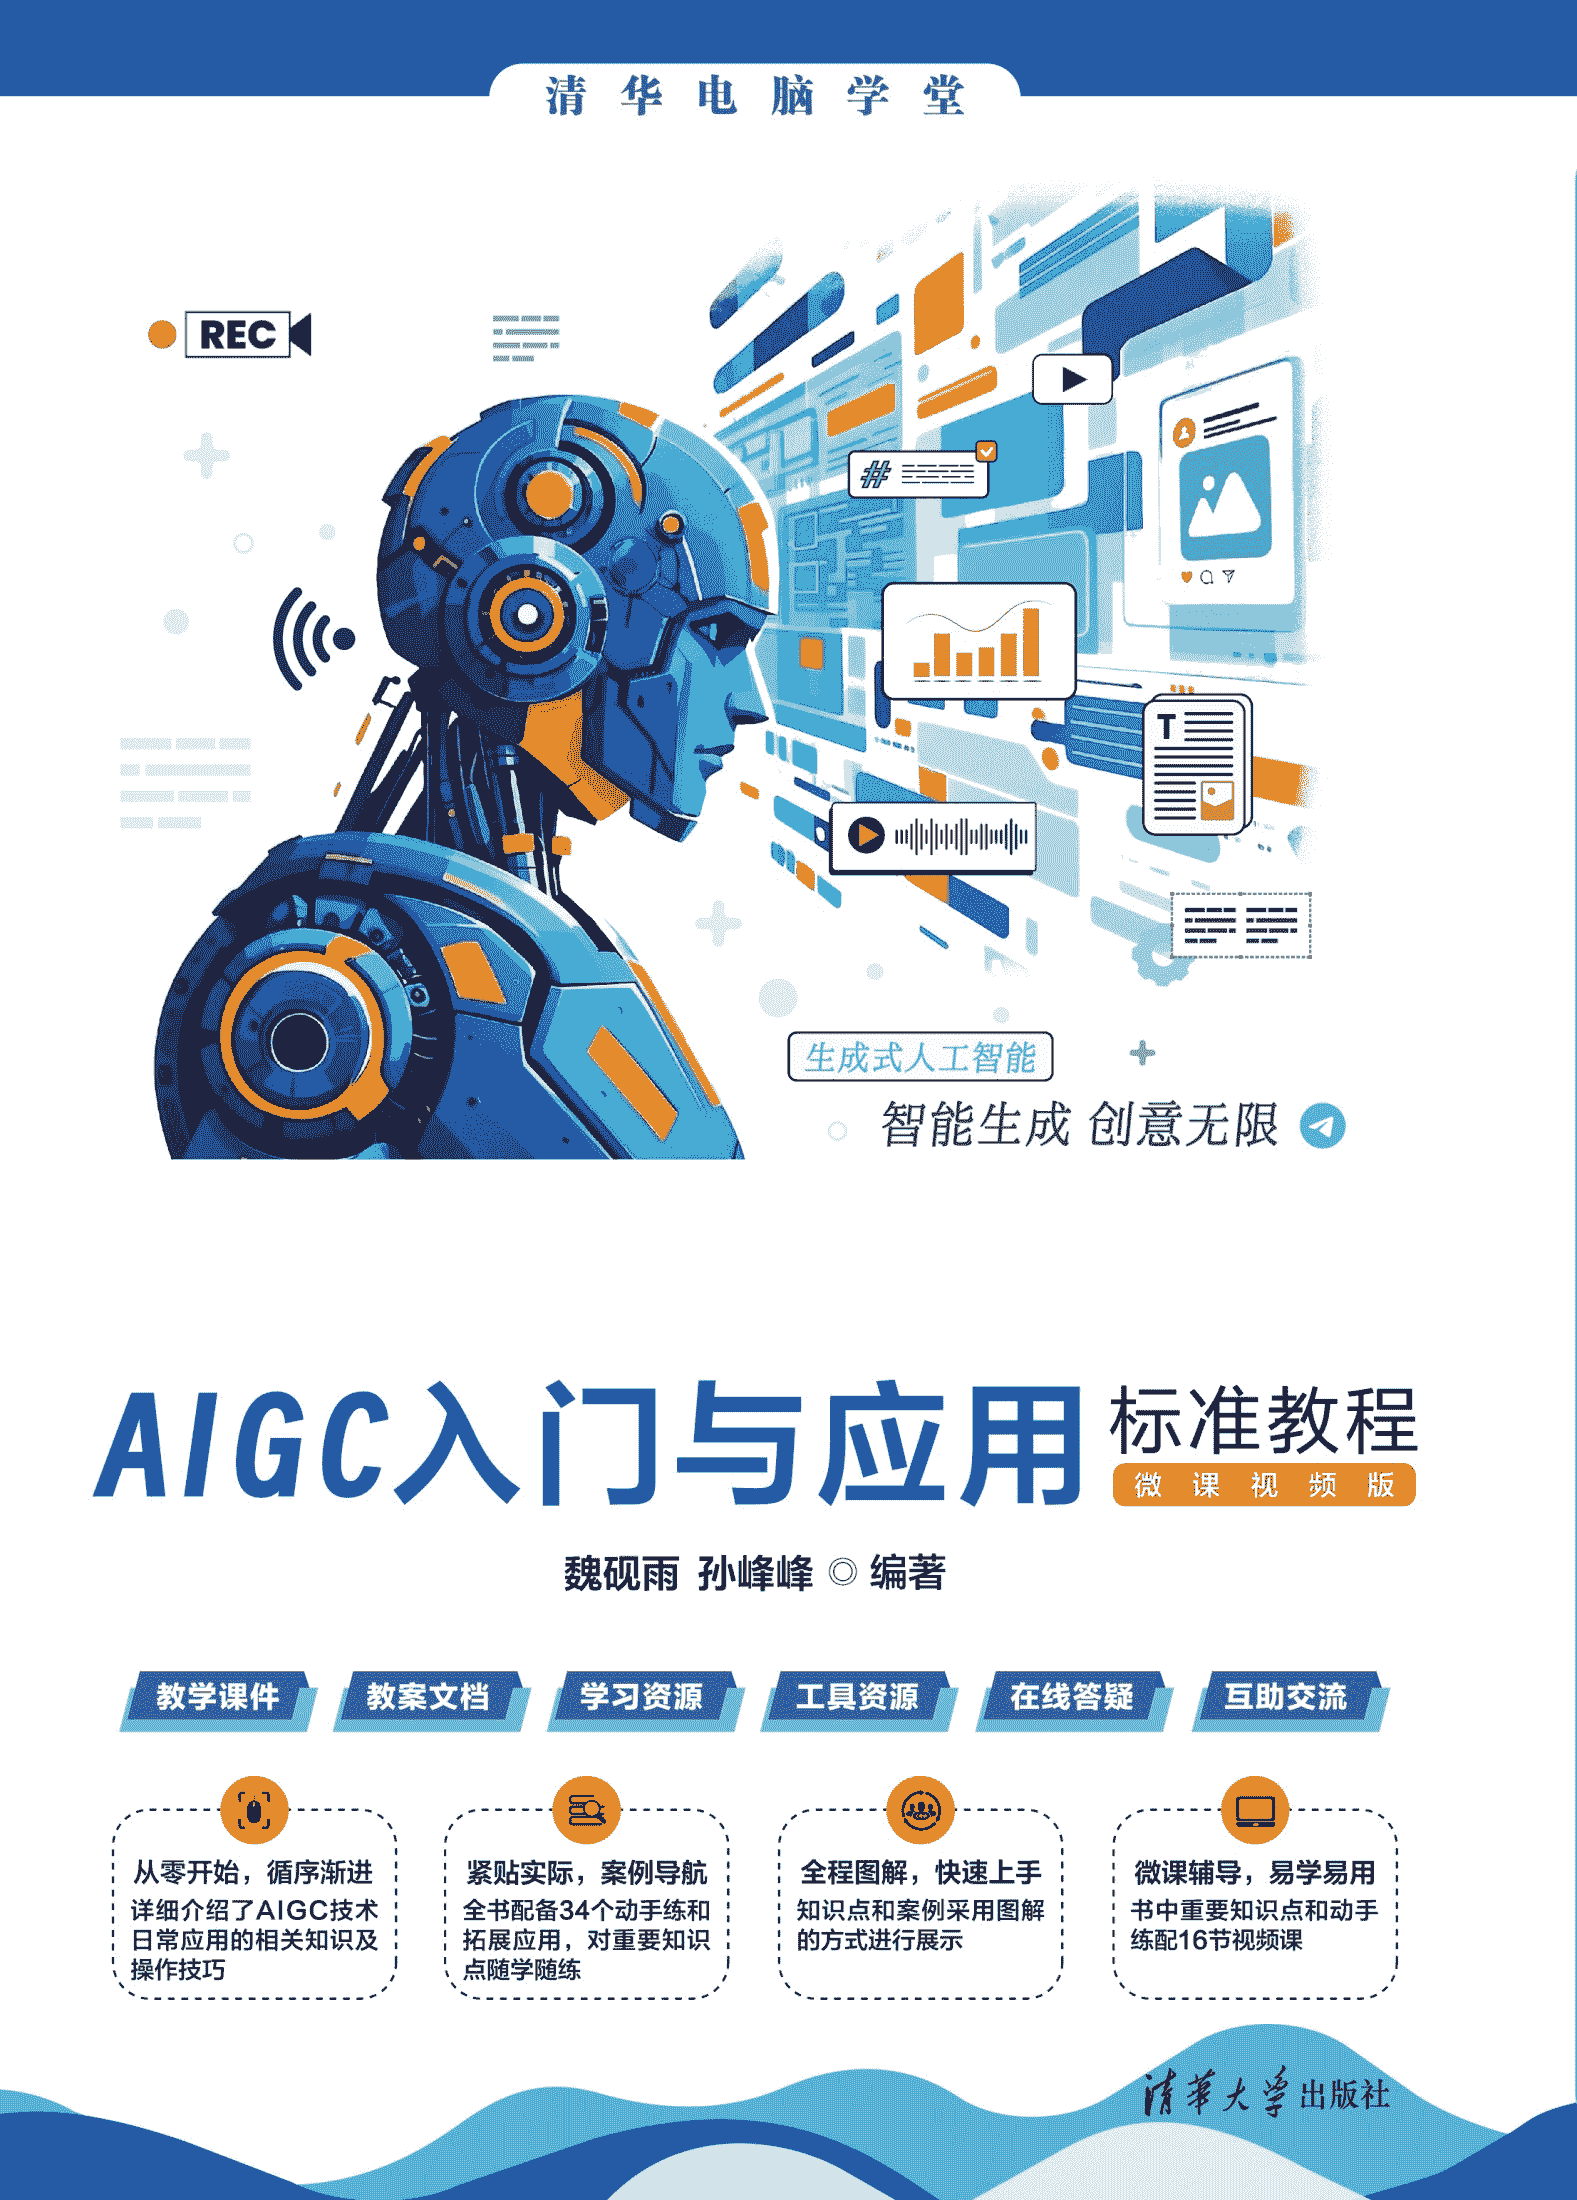 清华电脑学堂
REC
#
T
生成式人工智能
智能生成 创意无限
AIGC入门与应用 标准教程
微课视频版
魏砚雨 孙峰峰 ◎ 编著
教学课件 教案文档 学习资源 工具资源 在线答疑 互助交流
从零开始，循序渐进
详细介绍了AIGC技术
日常应用的相关知识及
操作技巧
紧贴实际，案例导航
全书配备34个动手练和
拓展应用，对重要知识
点随学随练
全程图解，快速上手
知识点和案例采用图解
的方式进行展示
微课辅导，易学易用
书中重要知识点和动手
练配16节视频课
清华大学出版社